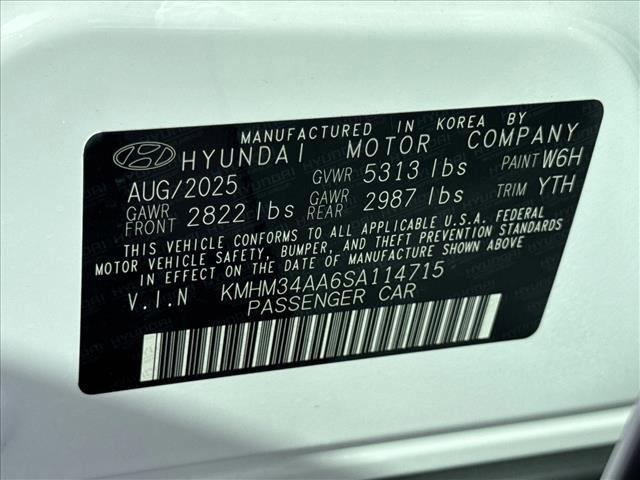 MANUFACTURED IN KOREA BY
HYUNDAI MOTOR COMPANY
AUG/2025 GVWR 5313 lbs PAINT W6H
GAWR FRONT 2822 lbs GAWR REAR 2987 lbs TRIM YTH
THIS VEHICLE CONFORMS TO ALL APPLICABLE U.S.A. FEDERAL
MOTOR VEHICLE SAFETY, BUMPER, AND THEFT PREVENTION STANDARDS
IN EFFECT ON THE DATE OF MANUFACTURE SHOWN ABOVE
V.I.N KMHM34AA6SA114715
PASSENGER CAR